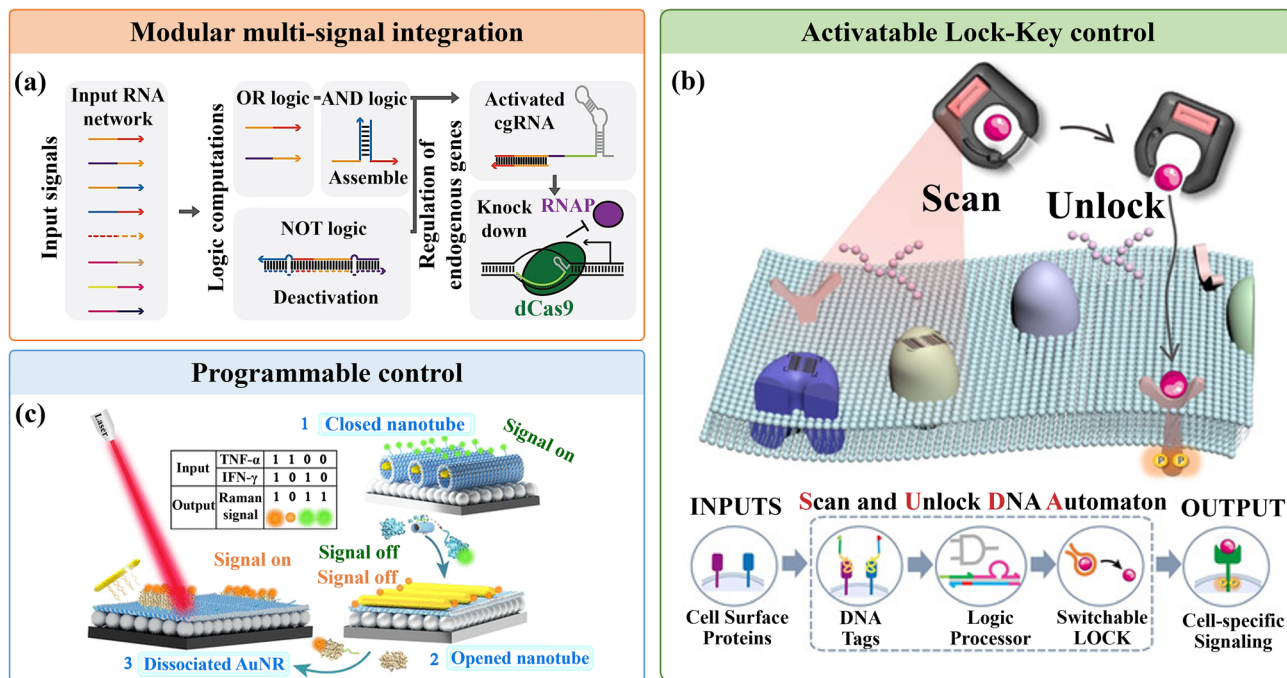 Modular multi-signal integration
(a)
Input signals
Input RNA
network
Logic computations
OR logic
AND logic
Assemble
NOT logic
Deactivation
Regulation of
endogenous genes
Activated
cgRNA
Knock
down
RNAP
dCas9
Activatable Lock-Key control
(b)
Scan
Unlock
P P
INPUTS
Scan and Unlock DNA Automaton
OUTPUT
Cell Surface
Proteins
DNA
Tags
Logic
Processor
Switchable
LOCK
Cell-specific
Signaling
Programmable control
(c)
Laser
Input TNF-α 1 1 0 0
IFN-γ 1 0 1 0
Output Raman
signal 1 0 1 1
1 Closed nanotube
Signal on
Signal off
Signal off
Signal on
2 Opened nanotube
3 Dissociated AuNR